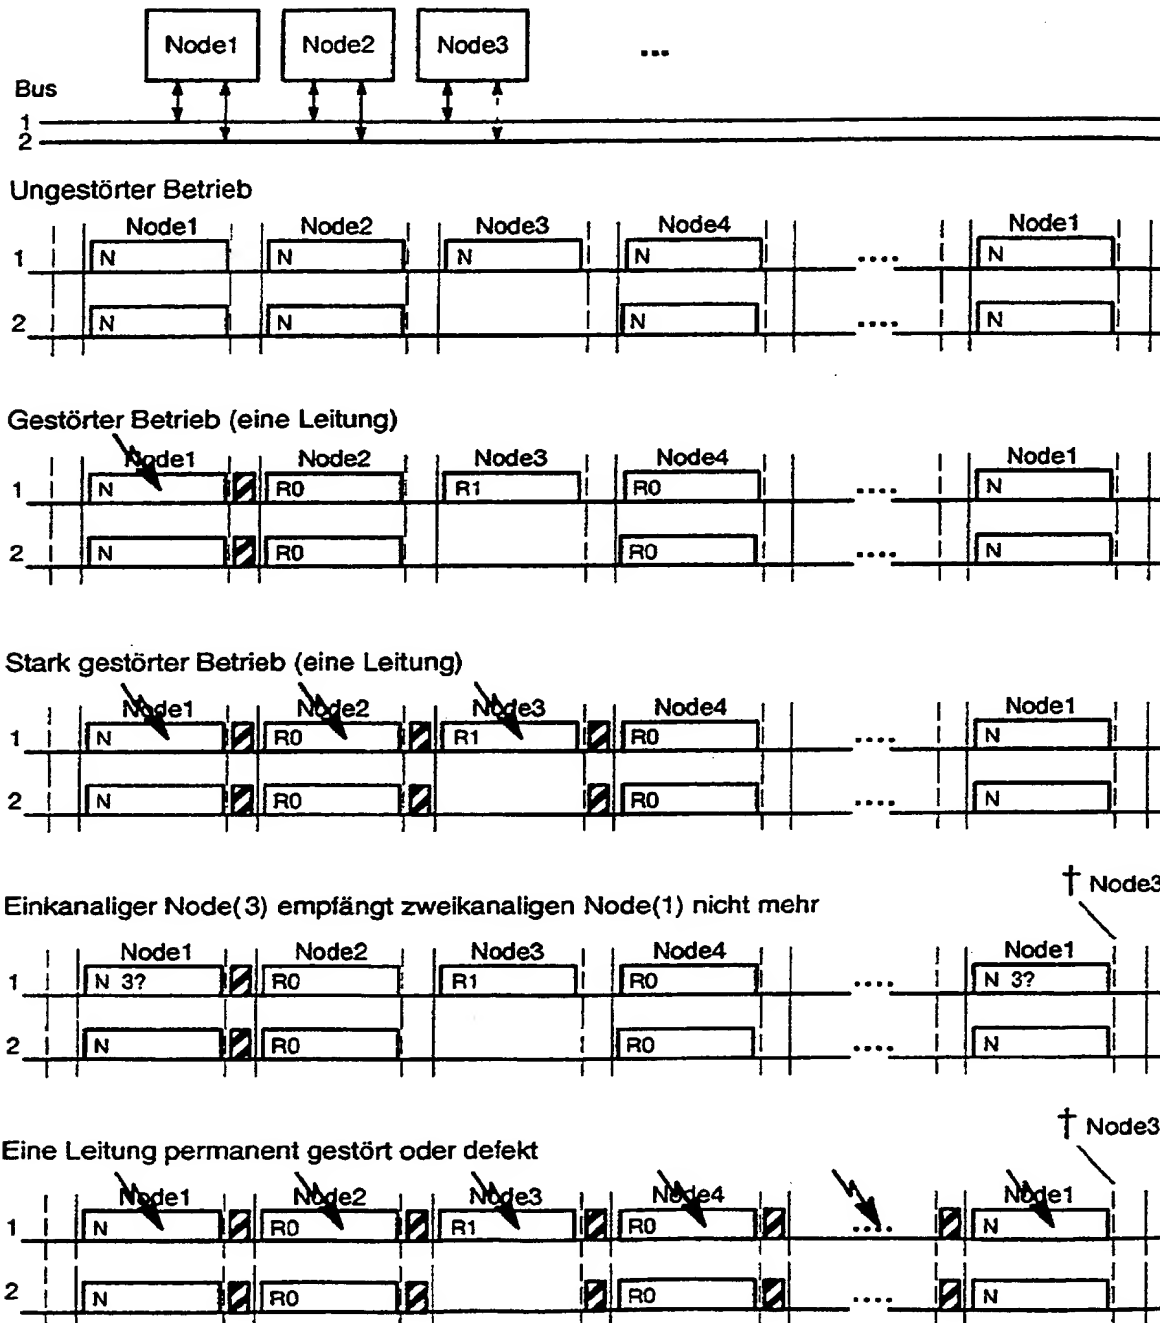 Node1 Node2 Node3 ...
Bus
1
2
Ungestörter Betrieb
Node1 Node2 Node3 Node4 Node1
1 N N N N .... N
2 N N N .... N
Gestörter Betrieb (eine Leitung)
Node1 Node2 Node3 Node4 Node1
1 N R0 R1 R0 .... N
2 N R0 R0 .... N
Stark gestörter Betrieb (eine Leitung)
Node1 Node2 Node3 Node4 Node1
1 N R0 R1 R0 .... N
2 N R0 R0 .... N
† Node3
Einkanaliger Node(3) empfängt zweikanaligen Node(1) nicht mehr
Node1 Node2 Node3 Node4 Node1
1 N 3? R0 R1 R0 .... N 3?
2 N R0 R0 .... N
† Node3
Eine Leitung permanent gestört oder defekt
Node1 Node2 Node3 Node4 Node1
1 N R0 R1 R0 .... N
2 N R0 R0 .... N